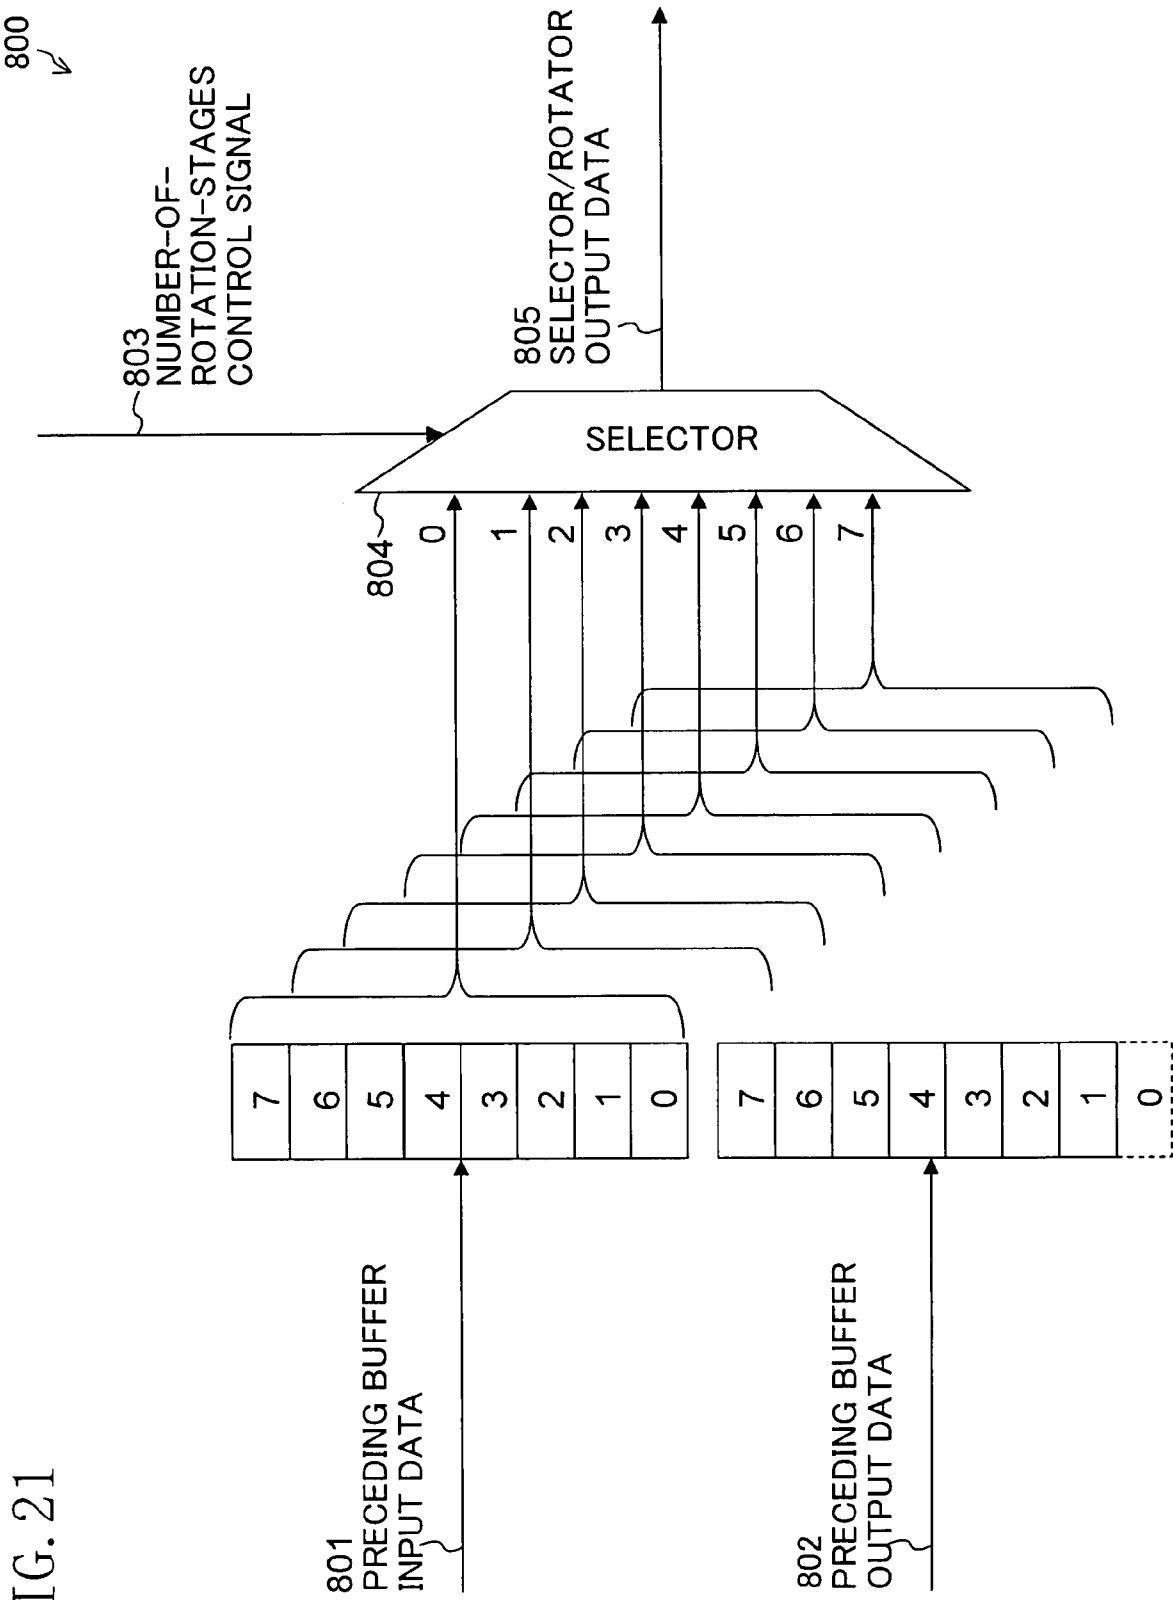 IG. 21
800
803
NUMBER-OF-
ROTATION-STAGES
CONTROL SIGNAL
801
PRECEDING BUFFER
INPUT DATA
7
6
5
4
3
2
1
0
802
PRECEDING BUFFER
OUTPUT DATA
7
6
5
4
3
2
1
0
804
0
1
2
3
4
5
6
7
SELECTOR
805
SELECTOR/ROTATOR
OUTPUT DATA